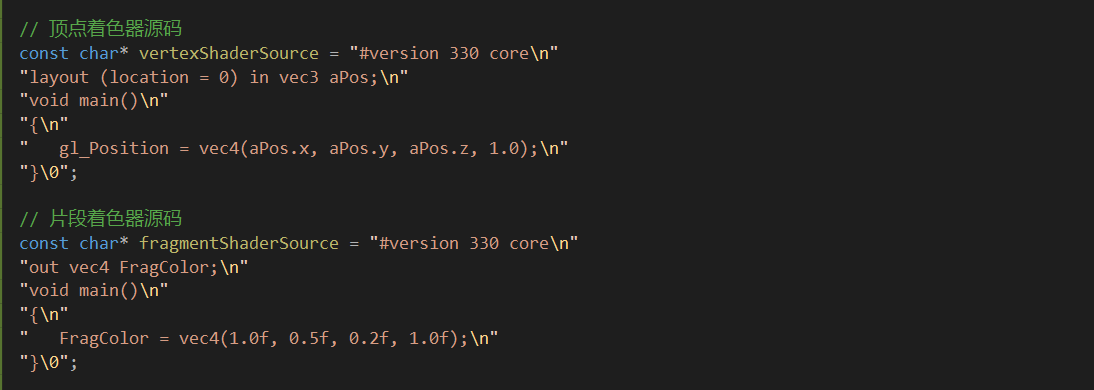 // 顶点着色器源码
const char* vertexShaderSource = "#version 330 core\n"
"layout (location = 0) in vec3 aPos;\n"
"void main()\n"
"{\n"
"   gl_Position = vec4(aPos.x, aPos.y, aPos.z, 1.0);\n"
"}\0";

// 片段着色器源码
const char* fragmentShaderSource = "#version 330 core\n"
"out vec4 FragColor;\n"
"void main()\n"
"{\n"
"   FragColor = vec4(1.0f, 0.5f, 0.2f, 1.0f);\n"
"}\0";